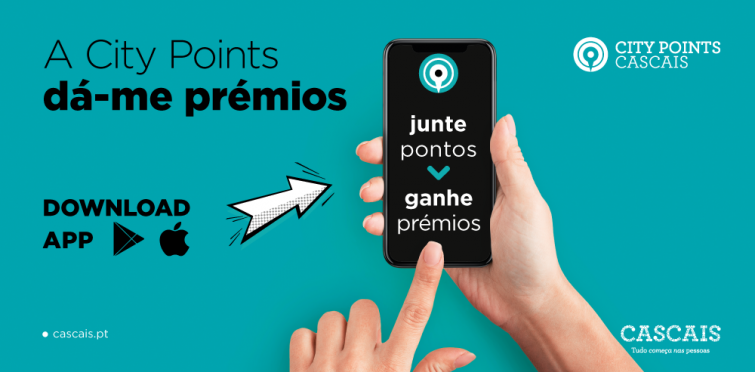 A City Points
dá-me prémios
CITY POINTS
CASCAIS
junte
pontos
ganhe
prémios
DOWNLOAD
APP
cascais.pt
CASCAIS
Tudo começa nas pessoas